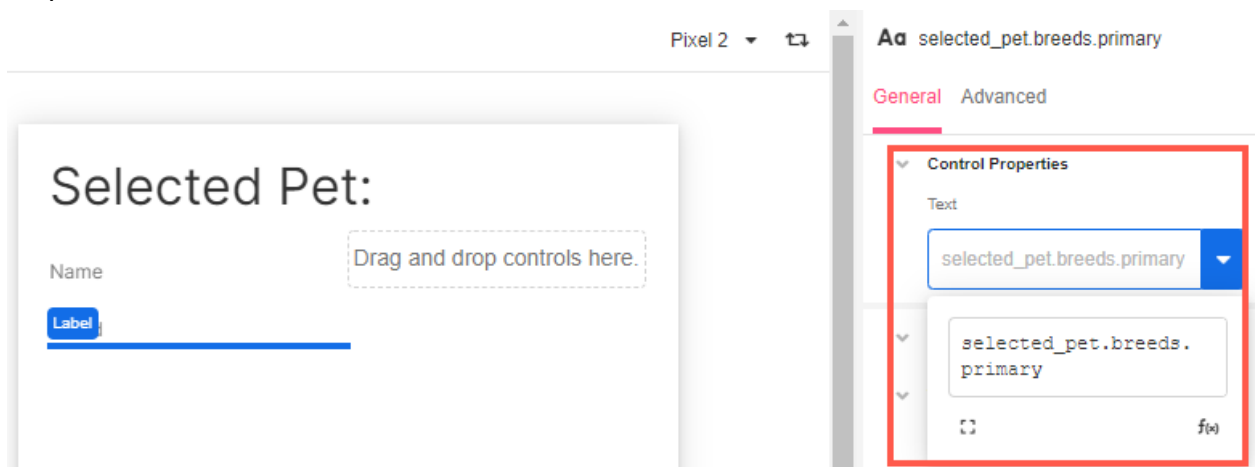 Pixel 2
Aa selected_pet.breeds.primary
General Advanced
Control Properties
Text
selected_pet.breeds.primary
selected_pet.breeds.
primary
f(x)
Selected Pet:
Drag and drop controls here.
Name
Label